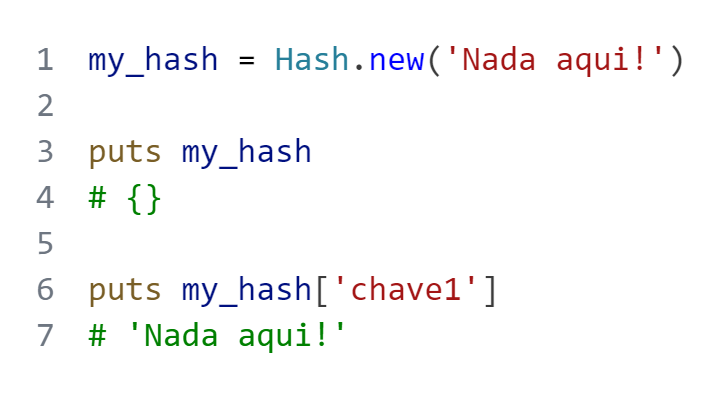 1 my_hash = Hash.new('Nada aqui!')
2
3 puts my_hash
4 # {}
5
6 puts my_hash['chave1']
7 # 'Nada aqui!'